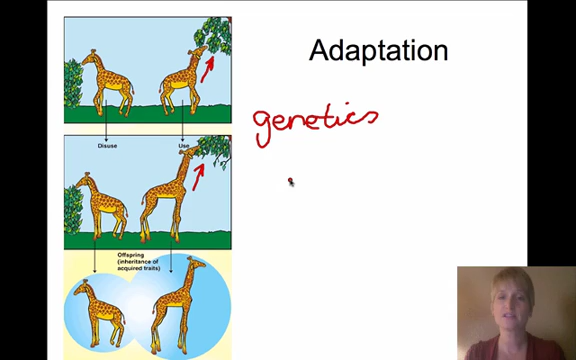 Adaptation
genetics
Disuse
Use
Offspring
(inheritance of
acquired traits)